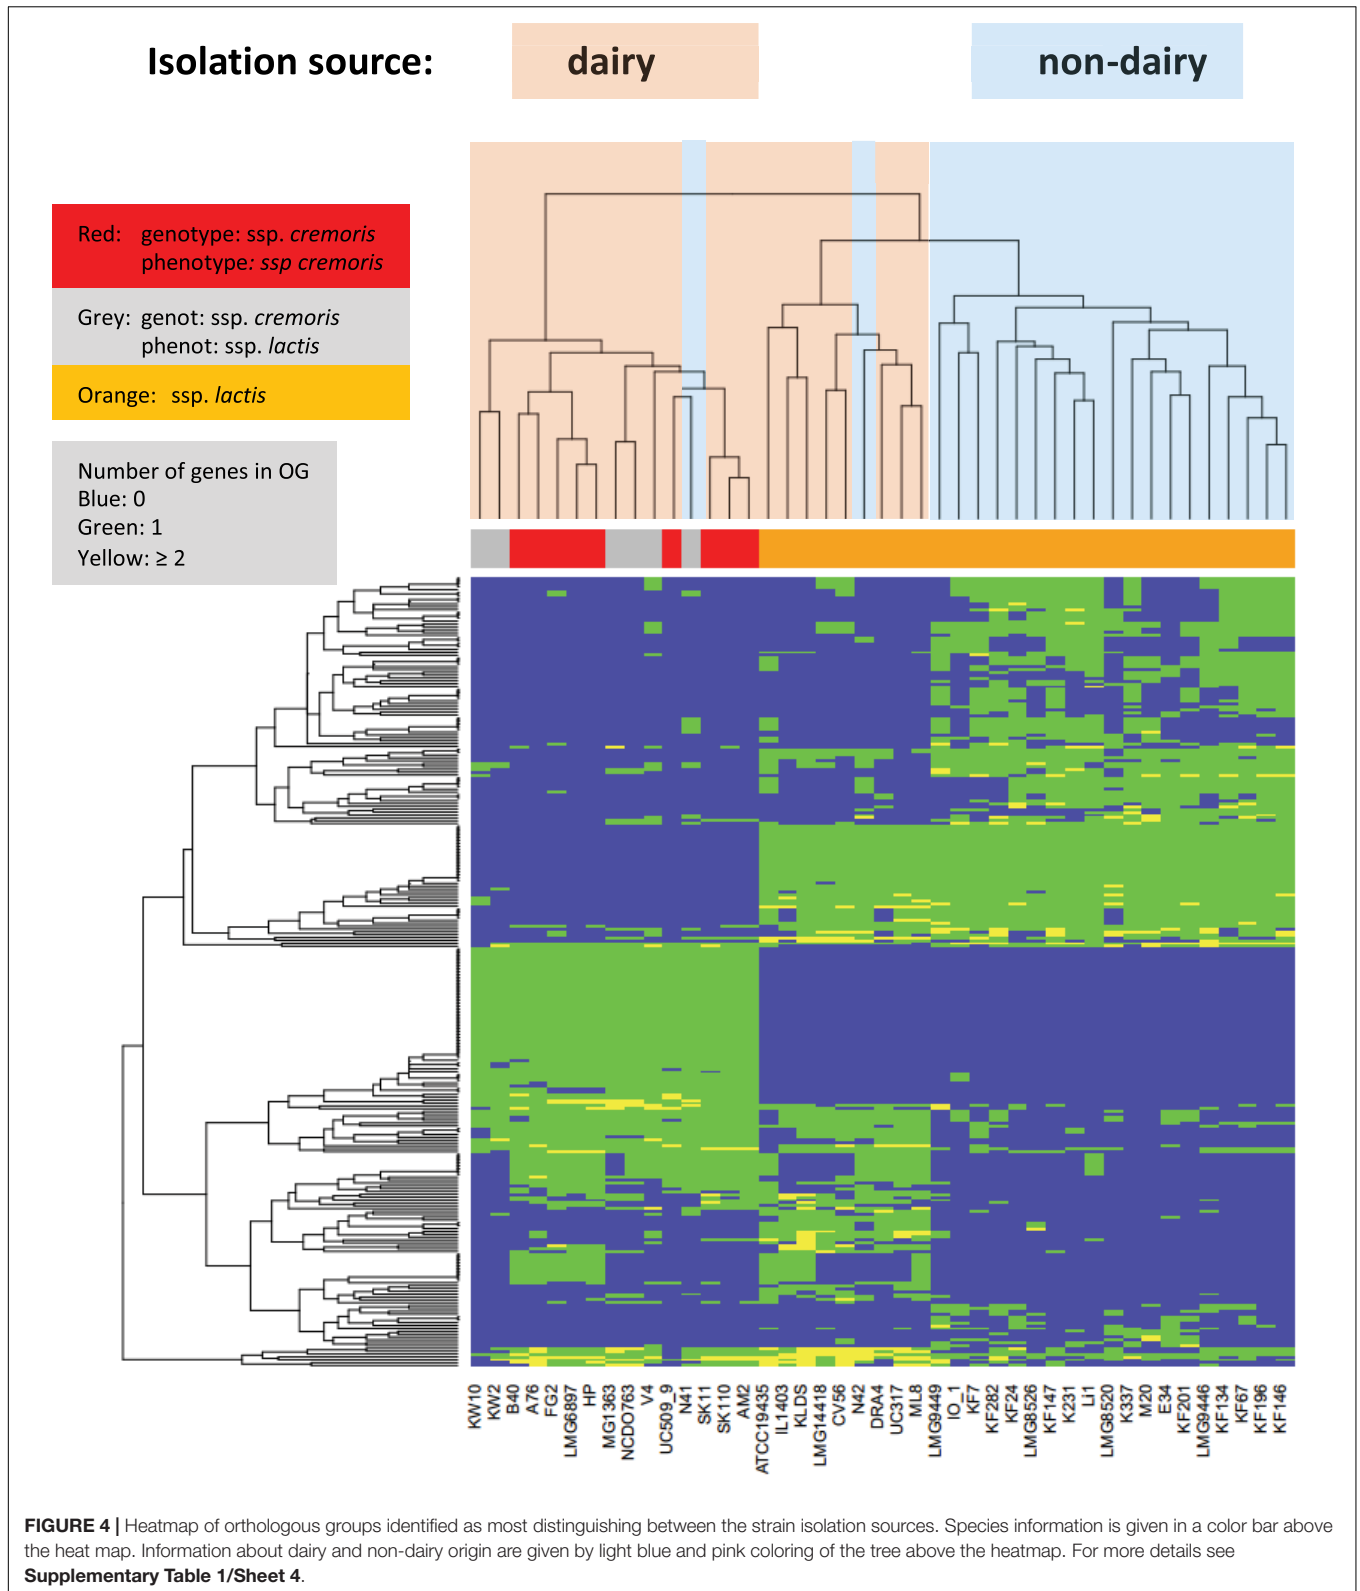 Isolation source:
dairy
non-dairy
Red: genotype: ssp. cremoris
phenotype: ssp cremoris
Grey: genot: ssp. cremoris
phenot: ssp. lactis
Orange: ssp. lactis
Number of genes in OG
Blue: 0
Green: 1
Yellow: ≥ 2
KW10
KW2
B40
A76
FG2
LMG6897
HP
MG1363
NCDO763
V4
UC509_9
N41
SK11
SK110
AM2
ATCC19435
IL1403
KLDS
LMG14418
CV56
N42
DRA4
UC317
ML8
LMG9449
IO_1
KF7
KF282
KF24
LMG8526
KF147
K231
Li1
LMG8520
K337
M20
E34
KF201
LMG9446
KF134
KF67
KF196
KF146
FIGURE 4 | Heatmap of orthologous groups identified as most distinguishing between the strain isolation sources. Species information is given in a color bar above
the heat map. Information about dairy and non-dairy origin are given by light blue and pink coloring of the tree above the heatmap. For more details see
Supplementary Table 1/Sheet 4.